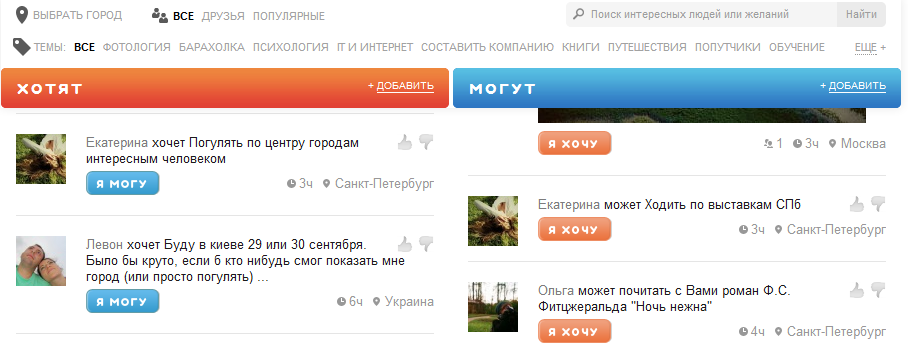 ВЫБРАТЬ ГОРОД ВСЕ ДРУЗЬЯ ПОПУЛЯРНЫЕ Поиск интересных людей или желаний Найти
ТЕМЫ: ВСЕ ФОТОЛОГИЯ БАРАХОЛКА ПСИХОЛОГИЯ IT И ИНТЕРНЕТ СОСТАВИТЬ КОМПАНИЮ КНИГИ ПУТЕШЕСТВИЯ ПОПУТЧИКИ ОБУЧЕНИЕ ЕЩЕ +
ХОТЯТ + ДОБАВИТЬ
Екатерина хочет Погулять по центру городам
интересным человеком
Я МОГУ 3ч Санкт-Петербург
Левон хочет Буду в киеве 29 или 30 сентября.
Было бы круто, если б кто нибудь смог показать мне
город (или просто погулять) ...
Я МОГУ 6ч Украина
МОГУТ + ДОБАВИТЬ
Я ХОЧУ 1 3ч Москва
Екатерина может Ходить по выставкам СПб
Я ХОЧУ 3ч Санкт-Петербург
Ольга может почитать с Вами роман Ф.С.
Фитцжеральда "Ночь нежна"
Я ХОЧУ 4ч Санкт-Петербург